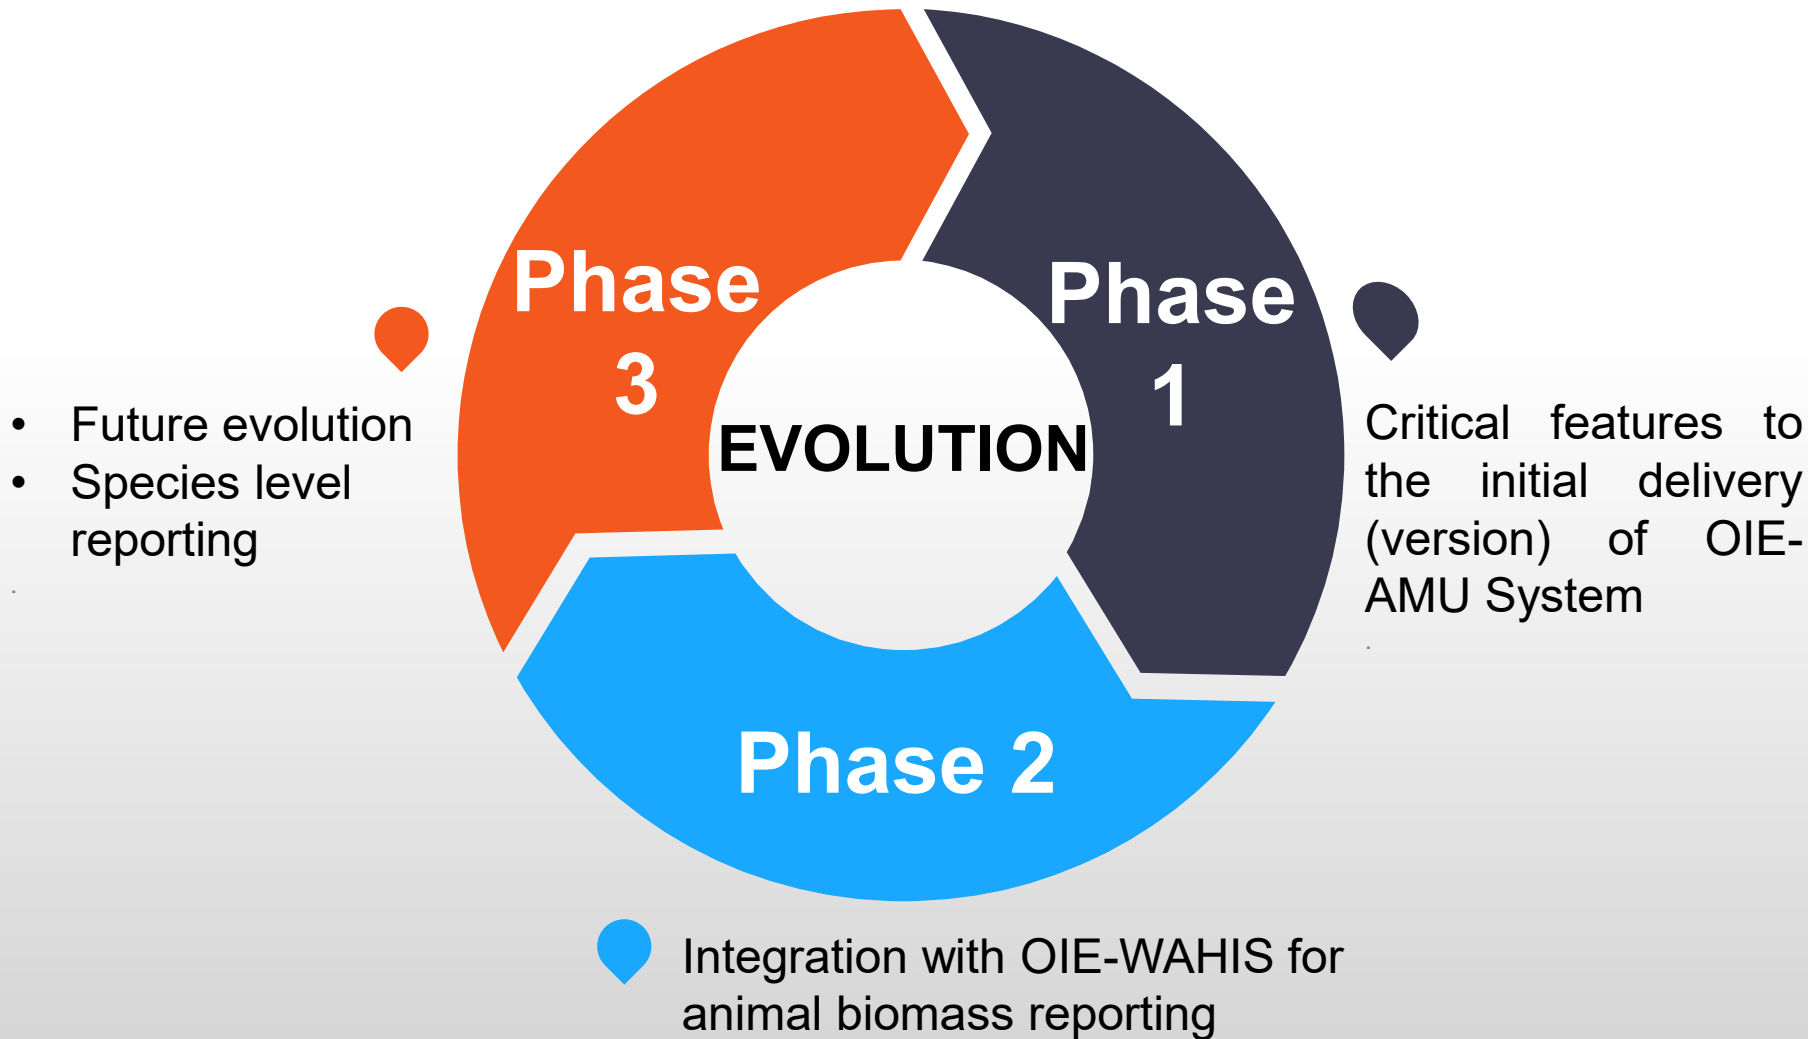 Phase
3
Phase
1
EVOLUTION
• Future evolution
• Species level
reporting
.
Critical features to
the initial delivery
(version) of OIE-
AMU System
.
Phase 2
Integration with OIE-WAHIS for
animal biomass reporting